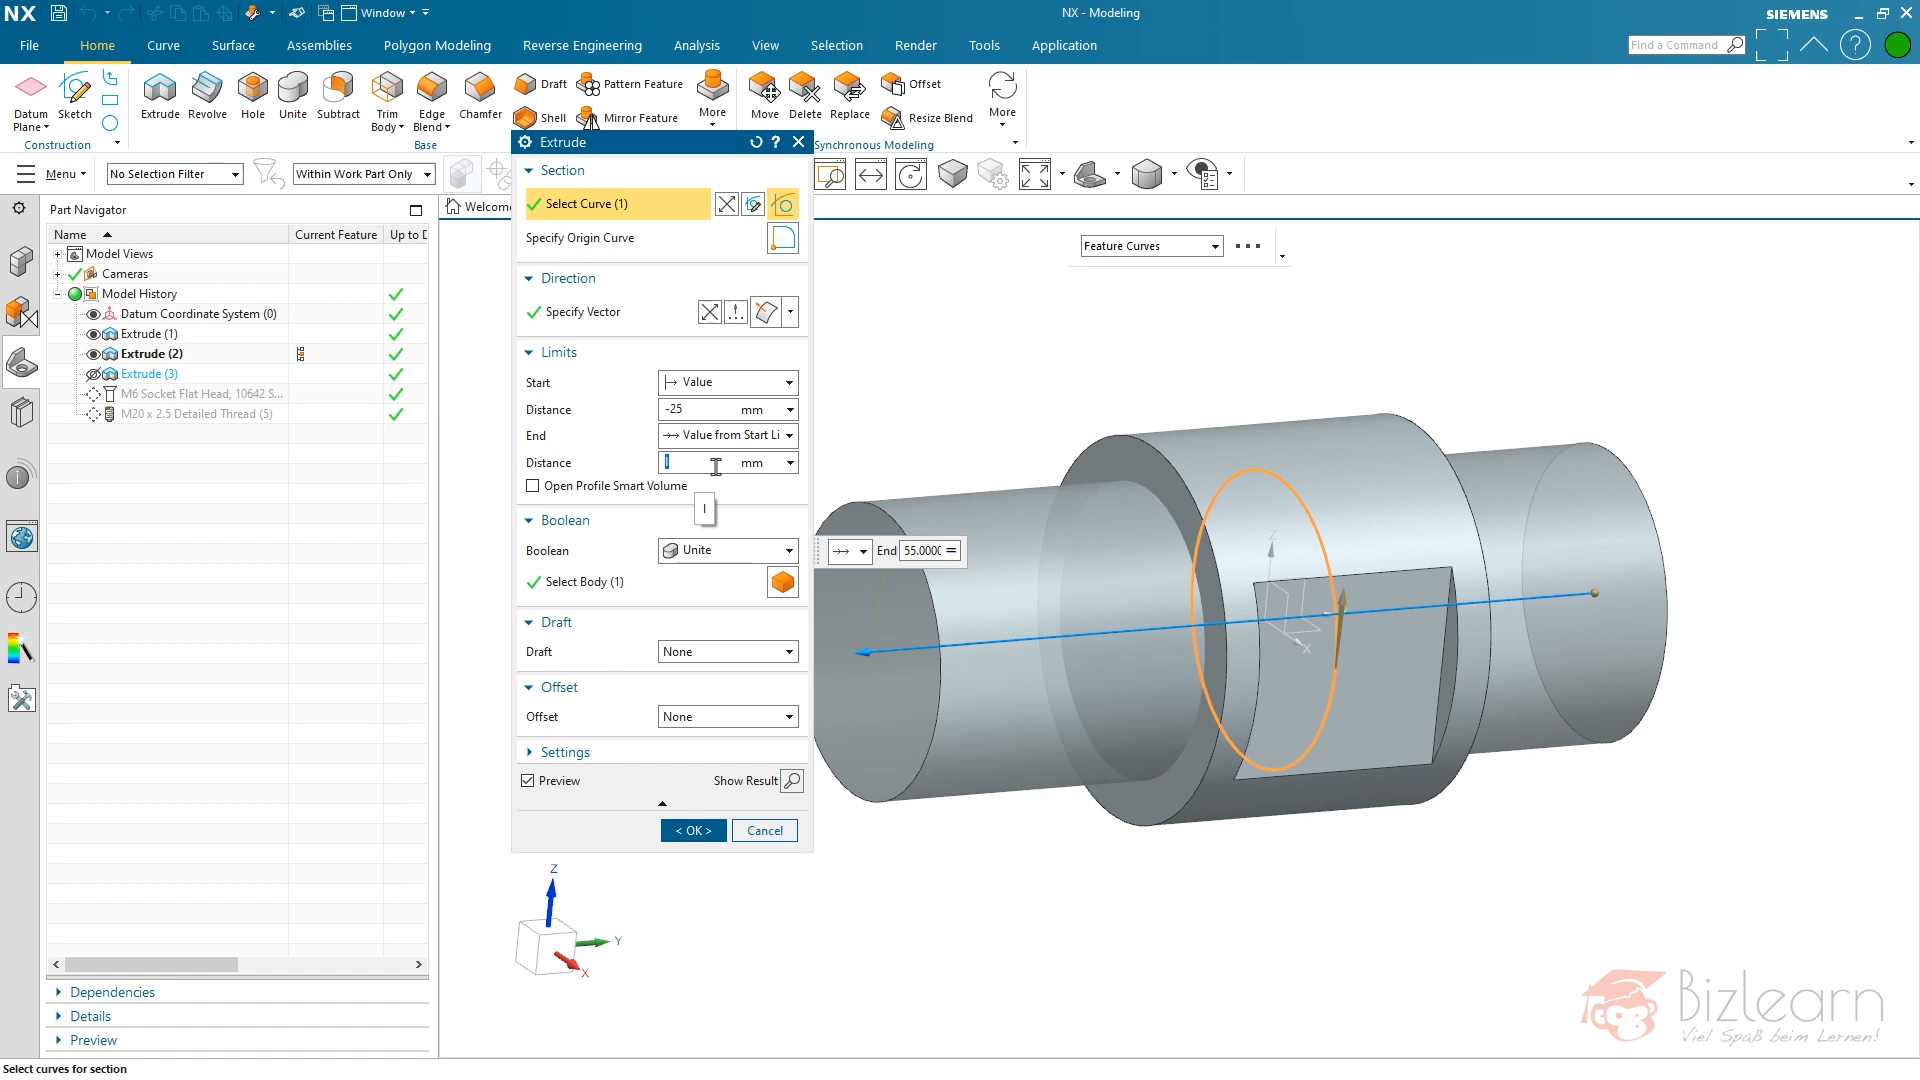 NX
Window
NX - Modeling
SIEMENS
File
Home
Curve
Surface
Assemblies
Polygon Modeling
Reverse Engineering
Analysis
View
Selection
Render
Tools
Application
Find a Command
Datum Plane
Sketch
Extrude
Revolve
Hole
Unite
Subtract
Trim Body
Edge Blend
Chamfer
Draft
Shell
Pattern Feature
Mirror Feature
More
Move
Delete
Replace
Offset
Resize Blend
More
Construction
Base
Synchronous Modeling
Menu
No Selection Filter
Within Work Part Only
Part Navigator
Name
Current Feature
Up to D
Model Views
Cameras
Model History
Datum Coordinate System (0)
Extrude (1)
Extrude (2)
Extrude (3)
M6 Socket Flat Head, 10642 S...
M20 x 2.5 Detailed Thread (5)
Dependencies
Details
Preview
Select curves for section
Welcom
Extrude
Section
Select Curve (1)
Specify Origin Curve
Direction
Specify Vector
Limits
Start
Value
Distance
-25 mm
End
Value from Start Li
Distance
mm
Open Profile Smart Volume
Boolean
Boolean
Unite
Select Body (1)
Draft
Draft
None
Offset
Offset
None
Settings
Preview
Show Result
< OK >
Cancel
Feature Curves
End 55.0000
Z
X
Z
Y
X
Bizlearn
Viel Spaß beim Lernen!